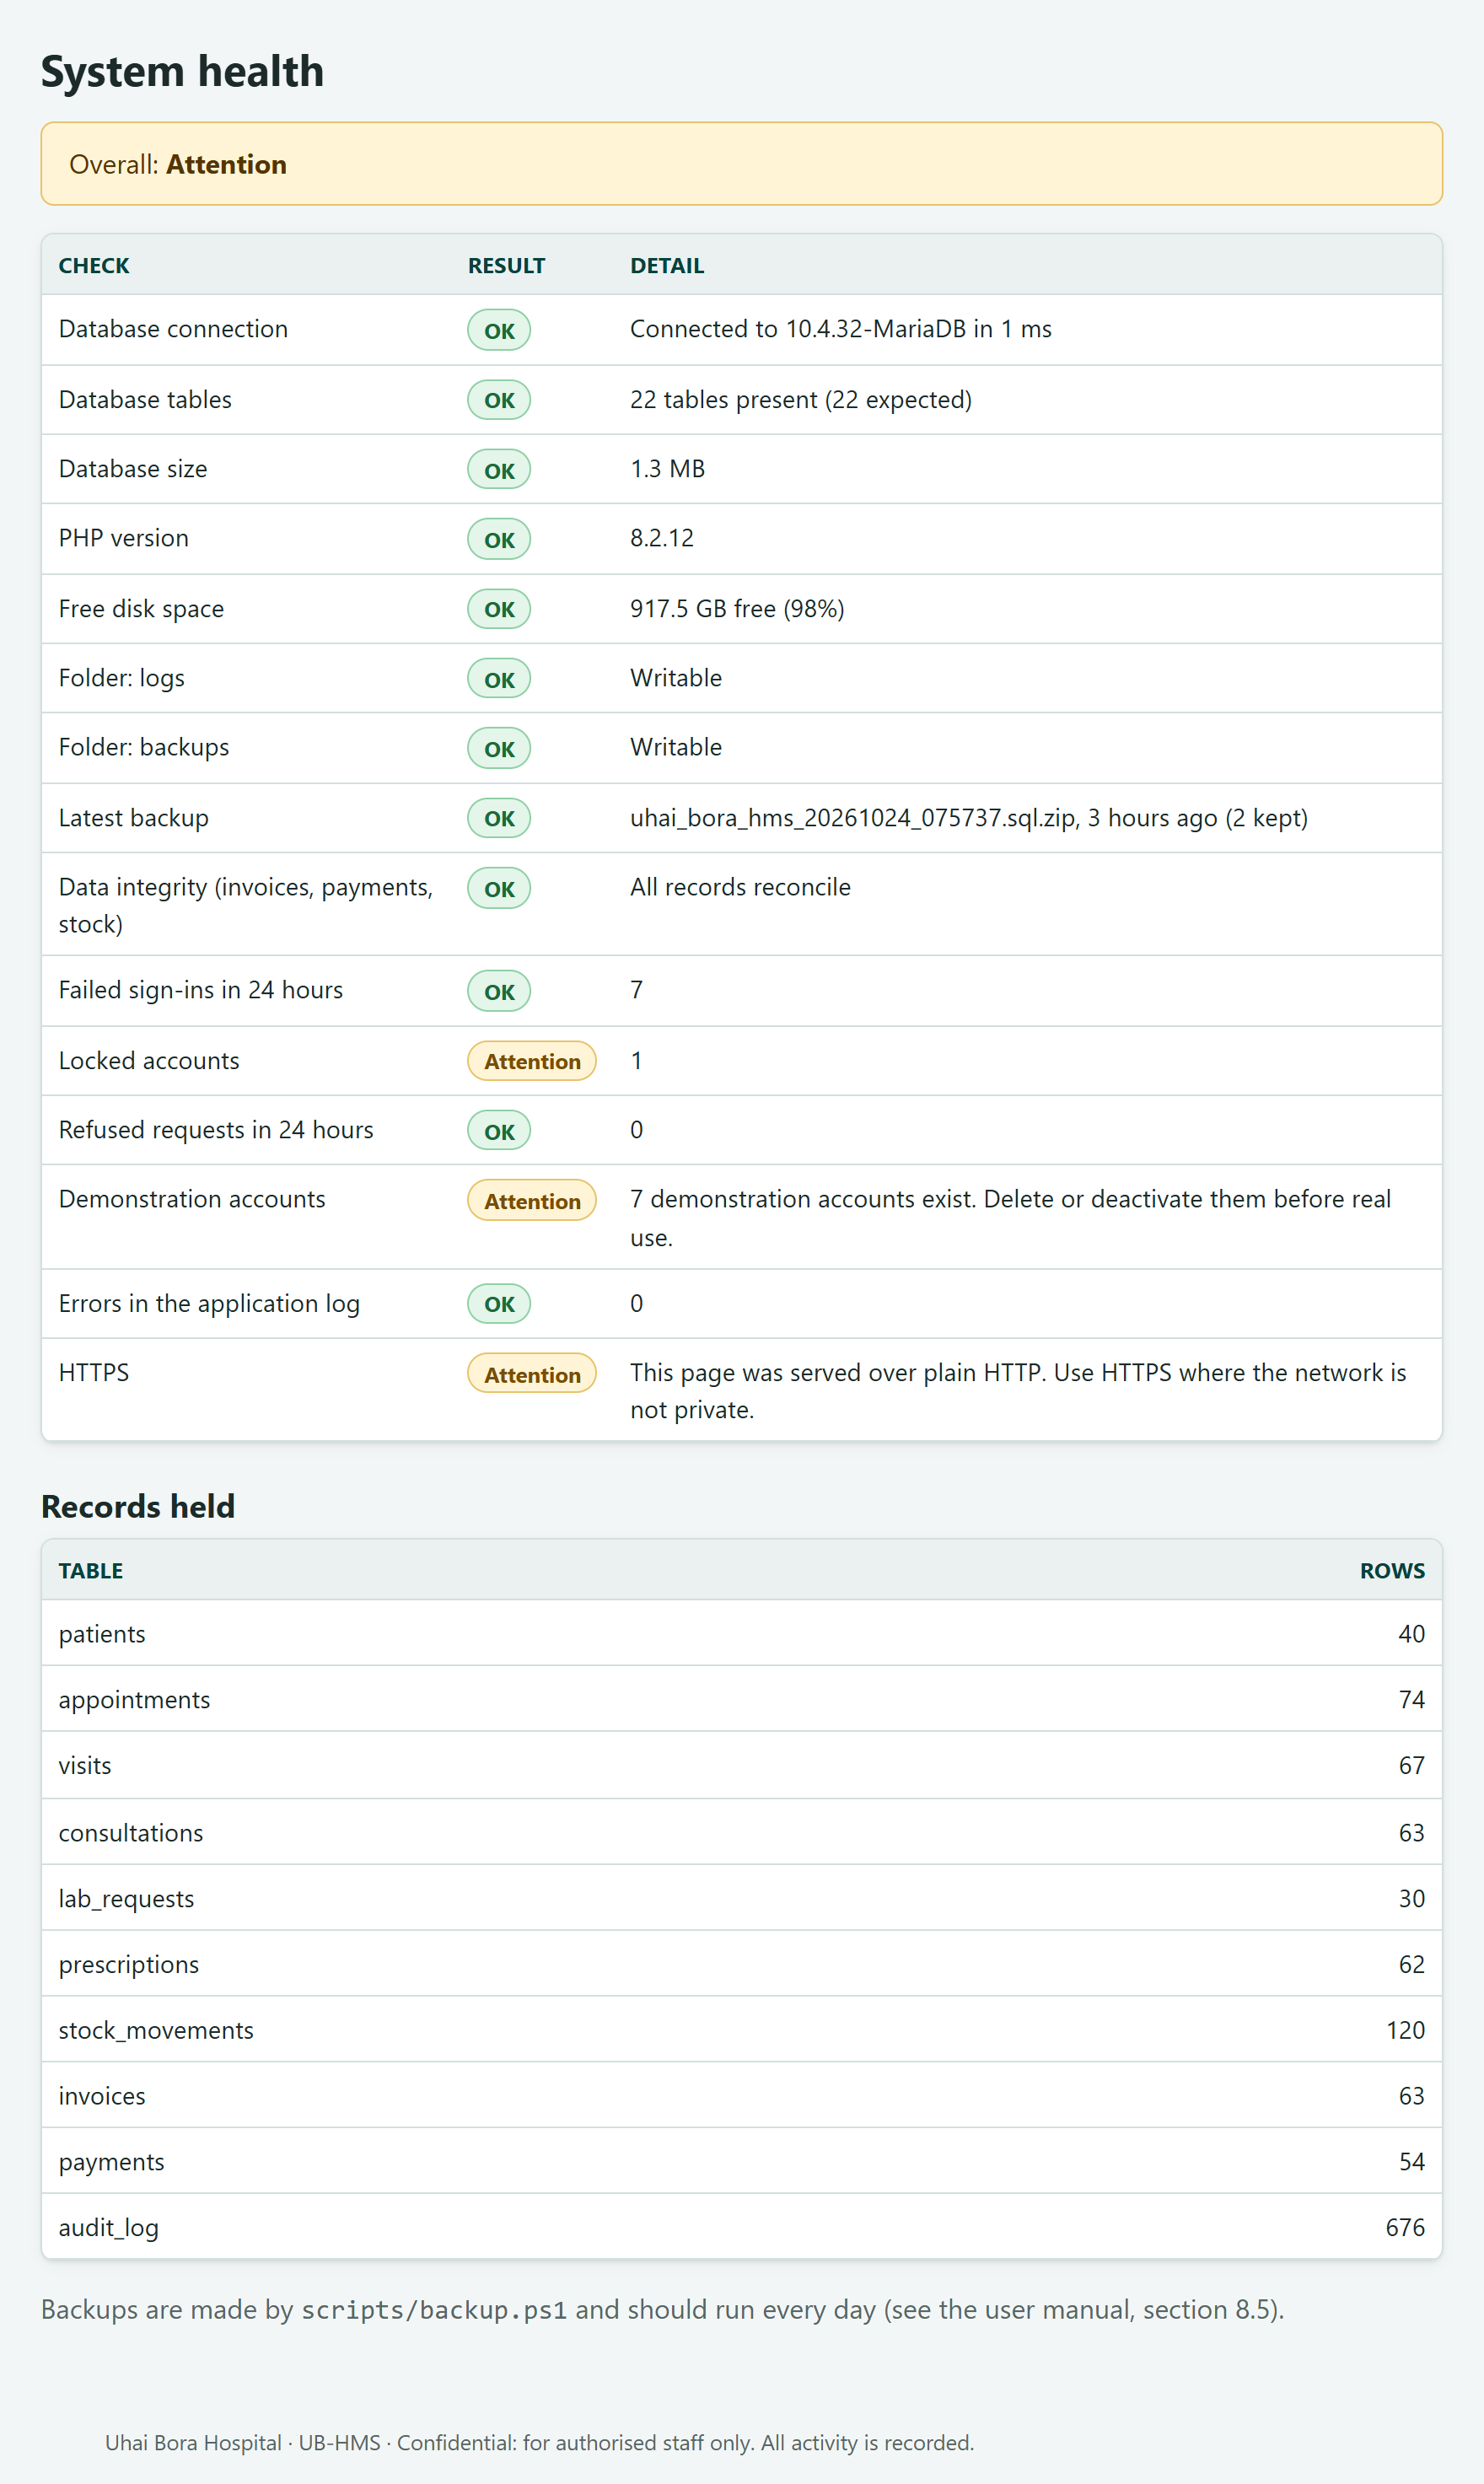 System health
Overall: Attention
CHECK RESULT DETAIL
Database connection OK Connected to 10.4.32-MariaDB in 1 ms
Database tables OK 22 tables present (22 expected)
Database size OK 1.3 MB
PHP version OK 8.2.12
Free disk space OK 917.5 GB free (98%)
Folder: logs OK Writable
Folder: backups OK Writable
Latest backup OK uhai_bora_hms_20261024_075737.sql.zip, 3 hours ago (2 kept)
Data integrity (invoices, payments, OK All records reconcile
stock)
Failed sign-ins in 24 hours OK 7
Locked accounts Attention 1
Refused requests in 24 hours OK 0
Demonstration accounts Attention 7 demonstration accounts exist. Delete or deactivate them before real
use.
Errors in the application log OK 0
HTTPS Attention This page was served over plain HTTP. Use HTTPS where the network is
not private.
Records held
TABLE ROWS
patients 40
appointments 74
visits 67
consultations 63
lab_requests 30
prescriptions 62
stock_movements 120
invoices 63
payments 54
audit_log 676
Backups are made by scripts/backup.ps1 and should run every day (see the user manual, section 8.5).
Uhai Bora Hospital · UB-HMS · Confidential: for authorised staff only. All activity is recorded.